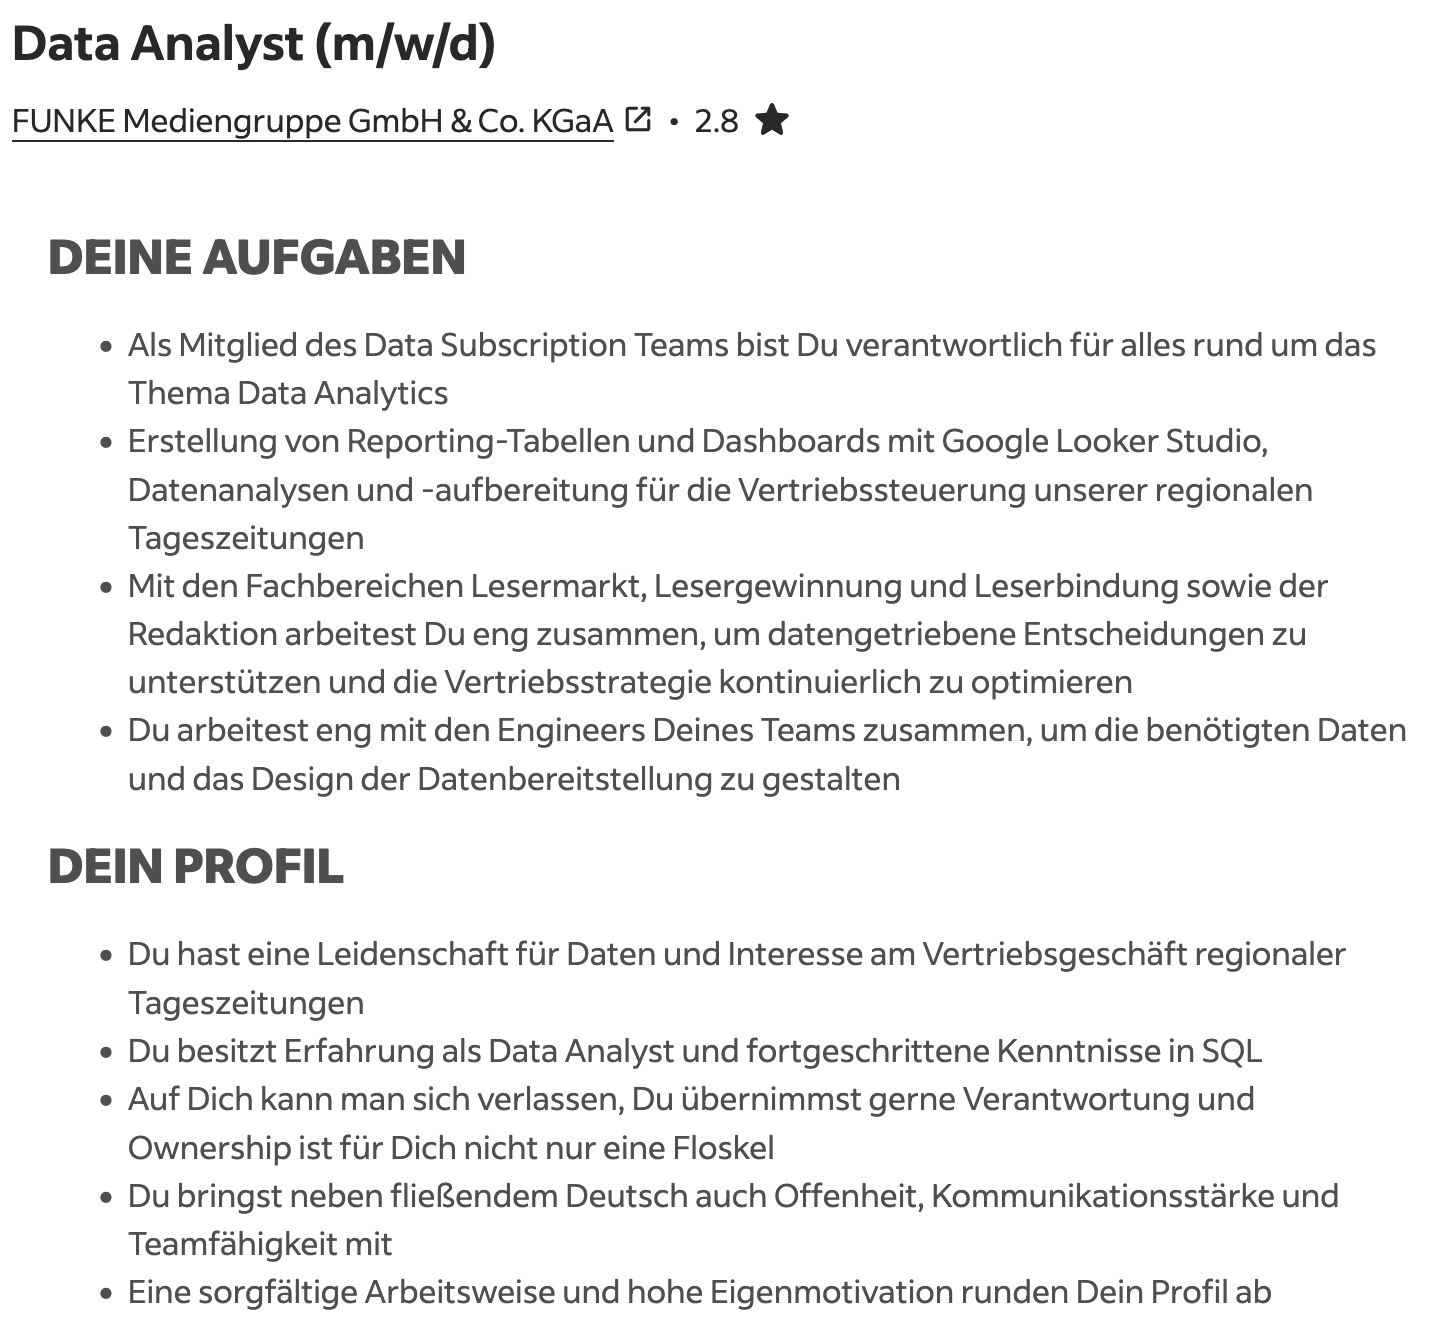 Data Analyst (m/w/d)
FUNKE Mediengruppe GmbH & Co. KGaA • 2.8 ★
DEINE AUFGABEN
• Als Mitglied des Data Subscription Teams bist Du verantwortlich für alles rund um das
Thema Data Analytics
• Erstellung von Reporting-Tabellen und Dashboards mit Google Looker Studio,
Datenanalysen und -aufbereitung für die Vertriebssteuerung unserer regionalen
Tageszeitungen
• Mit den Fachbereichen Lesermarkt, Lesergewinnung und Leserbindung sowie der
Redaktion arbeitest Du eng zusammen, um datengetriebene Entscheidungen zu
unterstützen und die Vertriebsstrategie kontinuierlich zu optimieren
• Du arbeitest eng mit den Engineers Deines Teams zusammen, um die benötigten Daten
und das Design der Datenbereitstellung zu gestalten
DEIN PROFIL
• Du hast eine Leidenschaft für Daten und Interesse am Vertriebsgeschäft regionaler
Tageszeitungen
• Du besitzt Erfahrung als Data Analyst und fortgeschrittene Kenntnisse in SQL
• Auf Dich kann man sich verlassen, Du übernimmst gerne Verantwortung und
Ownership ist für Dich nicht nur eine Floskel
• Du bringst neben fließendem Deutsch auch Offenheit, Kommunikationsstärke und
Teamfähigkeit mit
• Eine sorgfältige Arbeitsweise und hohe Eigenmotivation runden Dein Profil ab